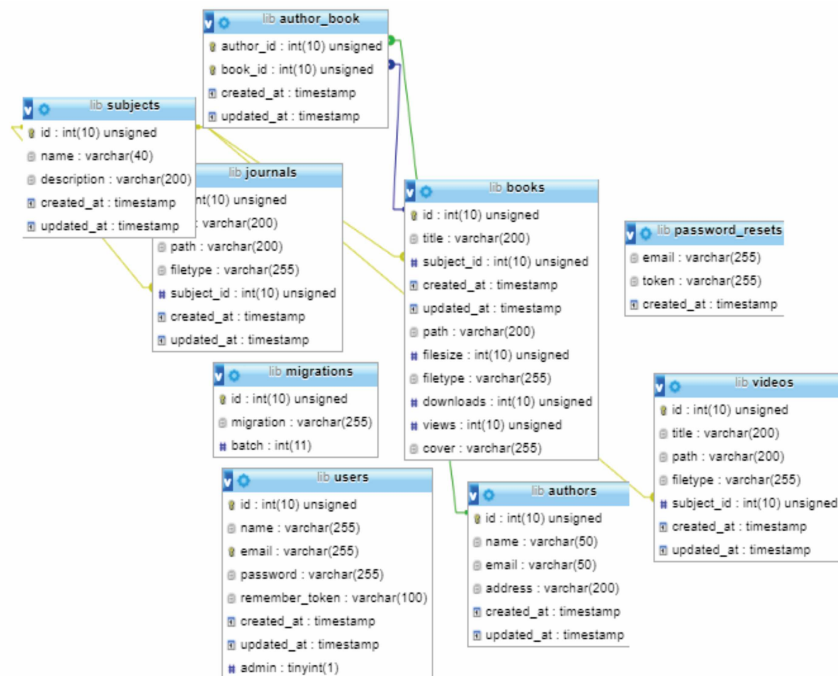 lib author_book
author_id : int(10) unsigned
book_id : int(10) unsigned
created_at : timestamp
updated_at : timestamp
lib subjects
id : int(10) unsigned
name : varchar(40)
description : varchar(200)
created_at : timestamp
updated_at : timestamp
lib journals
int(10) unsigned
: varchar(200)
path : varchar(200)
filetype : varchar(255)
subject_id : int(10) unsigned
created_at : timestamp
updated_at : timestamp
lib books
id : int(10) unsigned
title : varchar(200)
subject_id : int(10) unsigned
created_at : timestamp
updated_at : timestamp
path : varchar(200)
filesize : int(10) unsigned
filetype : varchar(255)
downloads : int(10) unsigned
views : int(10) unsigned
cover : varchar(255)
lib password_resets
email : varchar(255)
token : varchar(255)
created_at : timestamp
lib migrations
id : int(10) unsigned
migration : varchar(255)
batch : int(11)
lib videos
id : int(10) unsigned
title : varchar(200)
path : varchar(200)
filetype : varchar(255)
subject_id : int(10) unsigned
created_at : timestamp
updated_at : timestamp
lib users
id : int(10) unsigned
name : varchar(255)
email : varchar(255)
password : varchar(255)
remember_token : varchar(100)
created_at : timestamp
updated_at : timestamp
admin : tinyint(1)
lib authors
id : int(10) unsigned
name : varchar(50)
email : varchar(50)
address : varchar(200)
created_at : timestamp
updated_at : timestamp